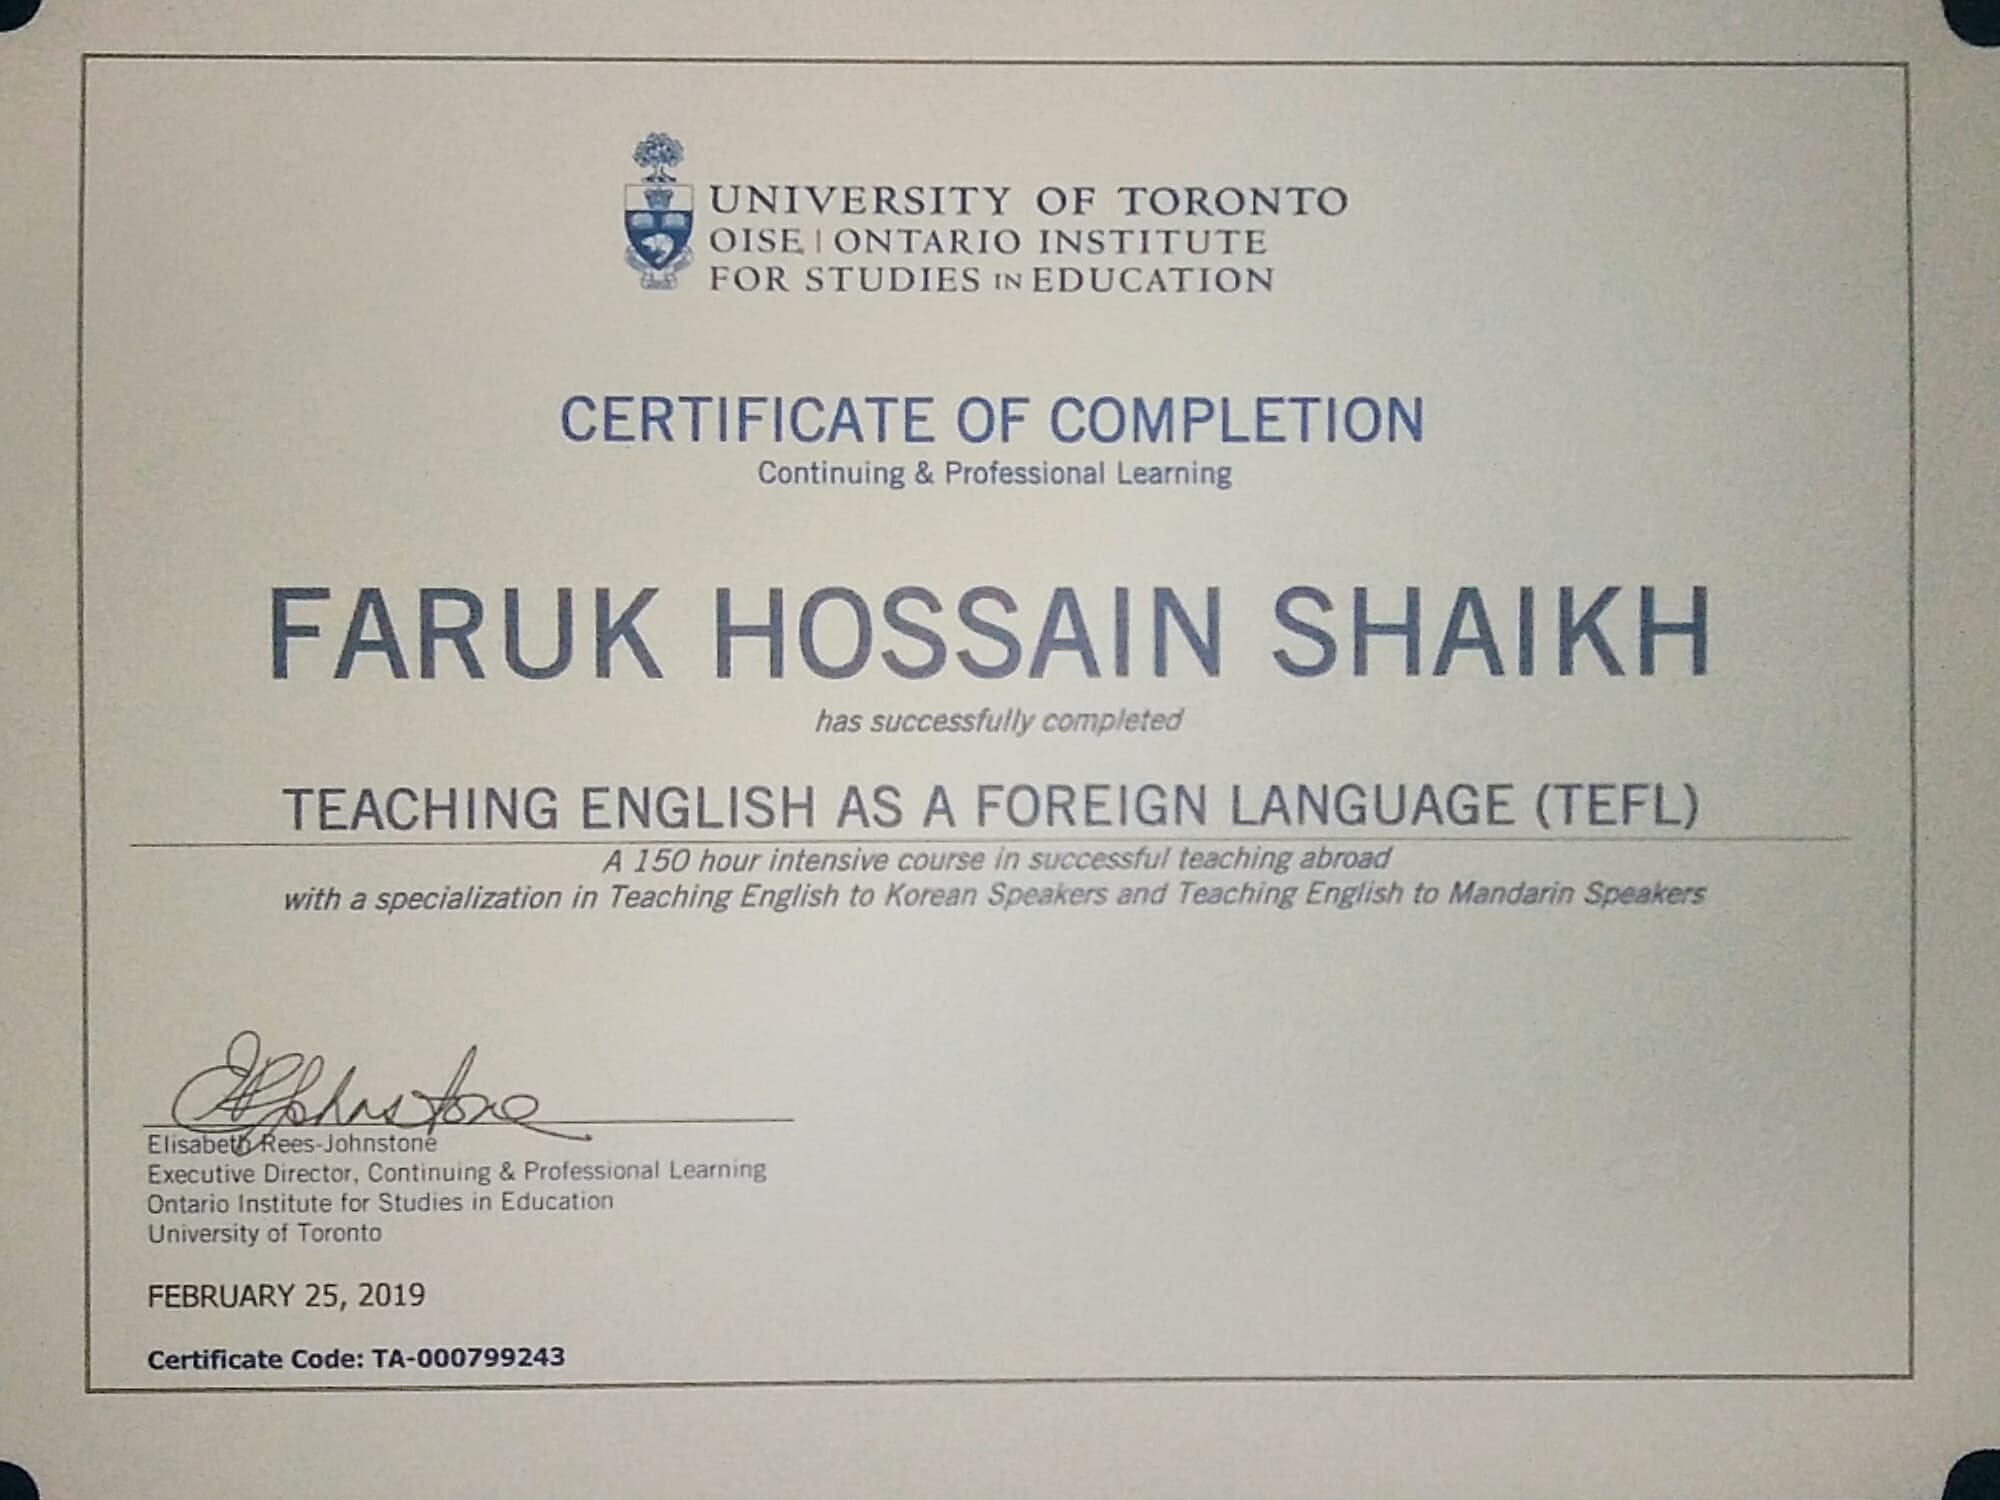 UNIVERSITY OF TORONTO
OISE | ONTARIO INSTITUTE
FOR STUDIES IN EDUCATION
CERTIFICATE OF COMPLETION
Continuing & Professional Learning
FARUK HOSSAIN SHAIKH
has successfully completed
TEACHING ENGLISH AS A FOREIGN LANGUAGE (TEFL)
A 150 hour intensive course in successful teaching abroad
with a specialization in Teaching English to Korean Speakers and Teaching English to Mandarin Speakers
Elisabeth Rees-Johnstone
Executive Director, Continuing & Professional Learning
Ontario Institute for Studies in Education
University of Toronto
FEBRUARY 25, 2019
Certificate Code: TA-000799243